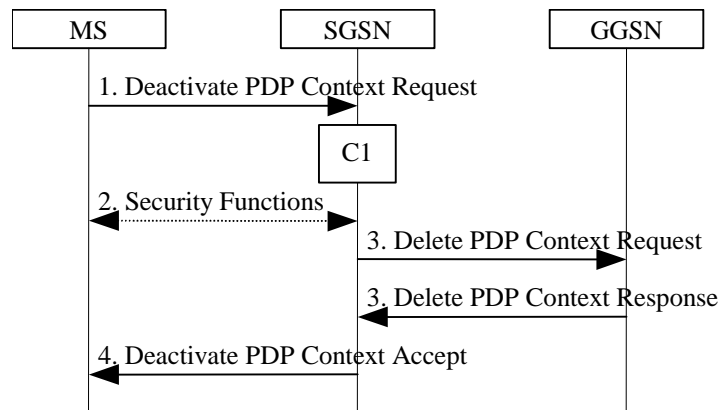 MS
SGSN
GGSN
1. Deactivate PDP Context Request
C1
2. Security Functions
3. Delete PDP Context Request
3. Delete PDP Context Response
4. Deactivate PDP Context Accept